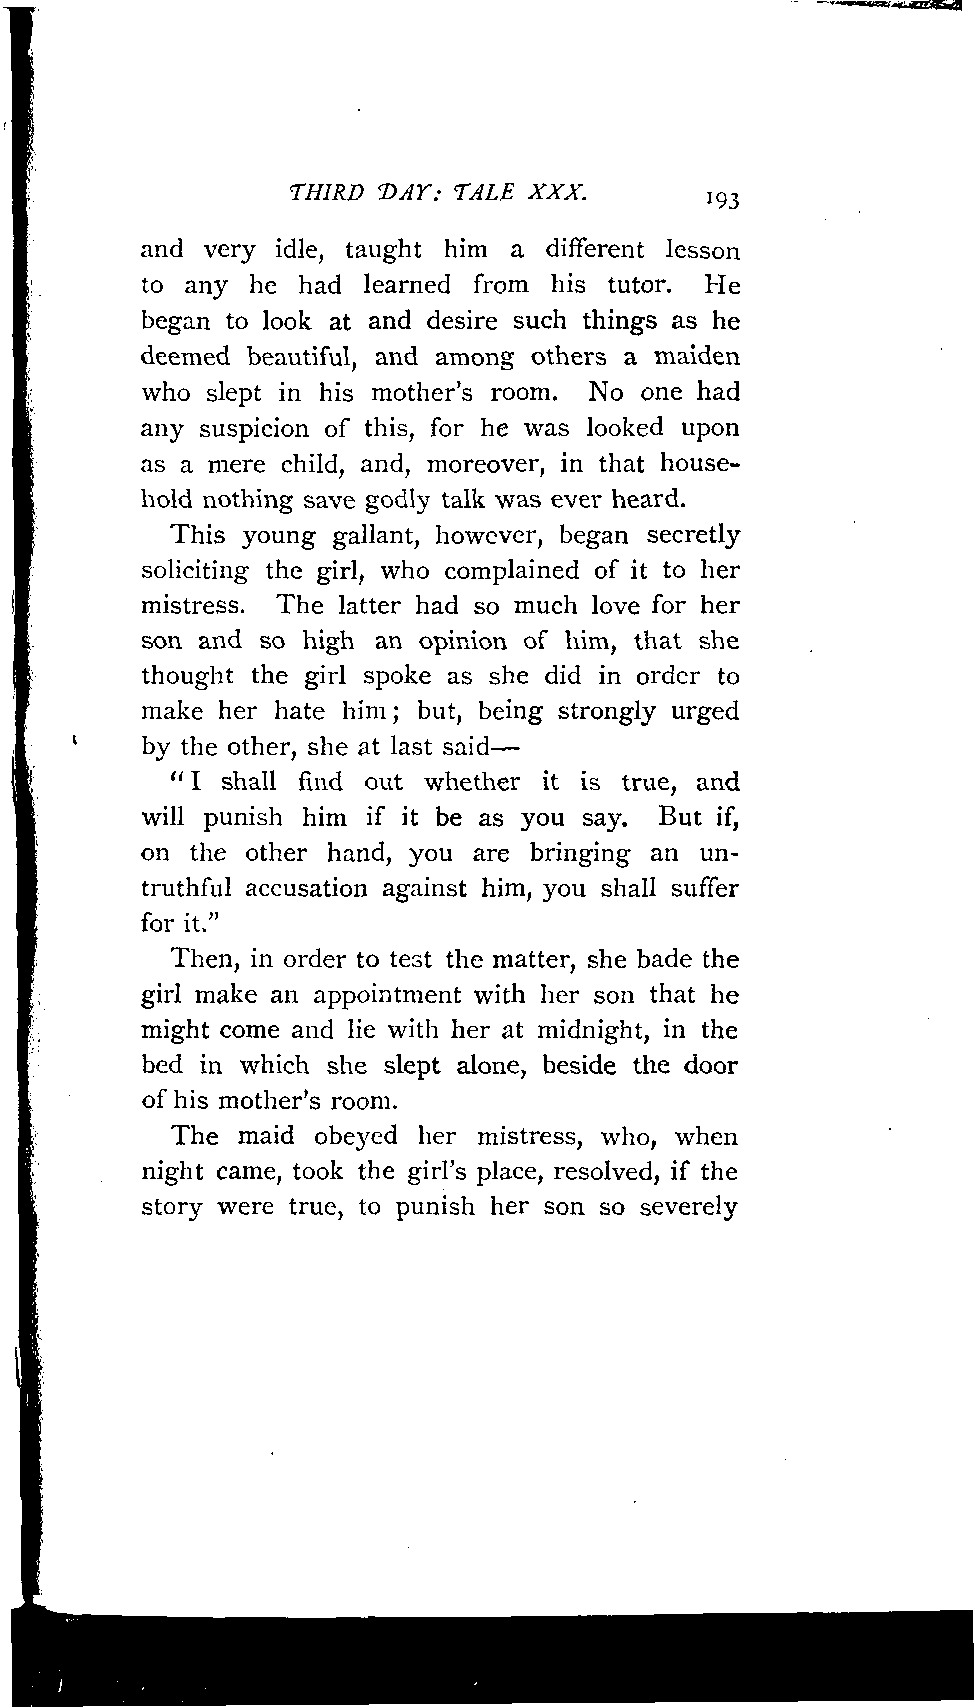 THIRD DAY: TALE XXX. 193
and very idle, taught him a different lesson
to any he had learned from his tutor. He
began to look at and desire such things as he
deemed beautiful, and among others a maiden
who slept in his mother's room. No one had
any suspicion of this, for he was looked upon
as a mere child, and, moreover, in that house-
hold nothing save godly talk was ever heard.
This young gallant, however, began secretly
soliciting the girl, who complained of it to her
mistress. The latter had so much love for her
son and so high an opinion of him, that she
thought the girl spoke as she did in order to
make her hate him; but, being strongly urged
by the other, she at last said—
"I shall find out whether it is true, and
will punish him if it be as you say. But if,
on the other hand, you are bringing an un-
truthful accusation against him, you shall suffer
for it."
Then, in order to test the matter, she bade the
girl make an appointment with her son that he
might come and lie with her at midnight, in the
bed in which she slept alone, beside the door
of his mother's room.
The maid obeyed her mistress, who, when
night came, took the girl's place, resolved, if the
story were true, to punish her son so severely